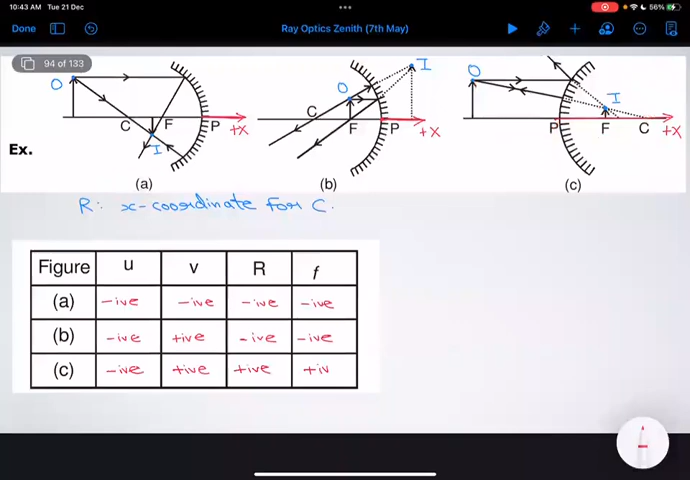 10:43 AM Tue 21 Dec
56%
Done
Ray Optics Zenith (7th May)
94 of 133
O
C
F
P
+X
I
O
I
C
F
P
+X
O
I
P
F
C
+X
Ex.
(a)
(b)
(c)
R: x-coordinate for C.
Figure u v R f
(a) -ive -ive -ive -ive
(b) -ive +ive -ive -ive
(c) -ive +ive +ive +iv